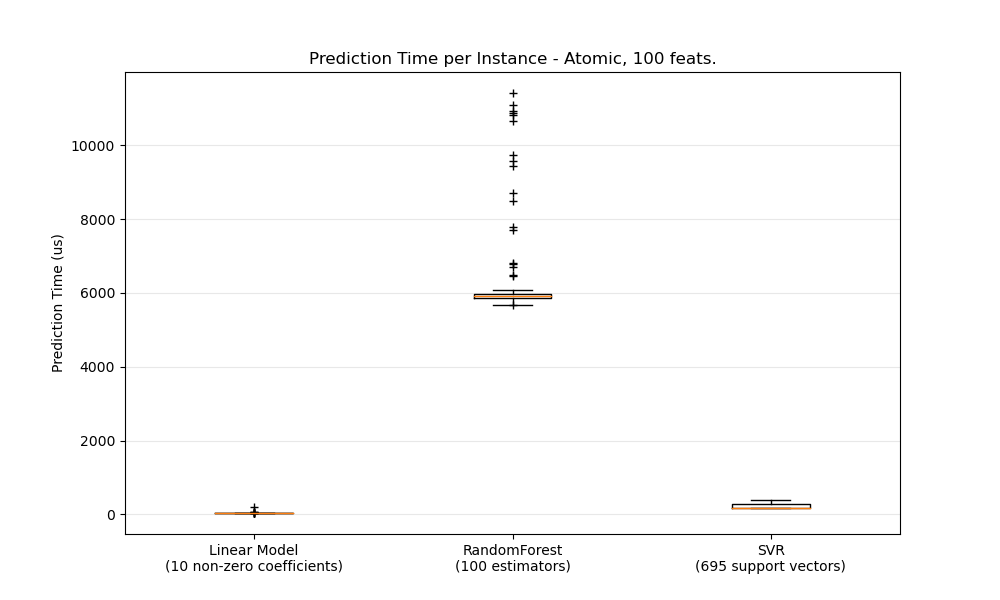 Prediction Time per Instance - Atomic, 100 feats.
Prediction Time (us)
10000
8000
6000
4000
2000
0
Linear Model
(10 non-zero coefficients)
RandomForest
(100 estimators)
SVR
(695 support vectors)